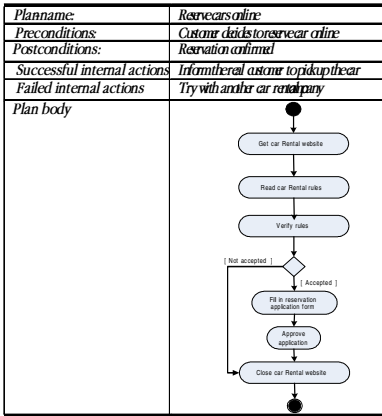 Plan-name: Reserve cars online
Preconditions: Customer decides to reserve car online
Postconditions: Reservation confirmed
Successful internal actions Inform the real customer to pickup the car
Failed internal actions Try with another car rental company
Plan body
Get car Rental website
Read car Rental rules
Verify rules
[ Not accepted ]
[ Accepted ]
Fill in reservation
application form
Approve
application
Close car Rental website